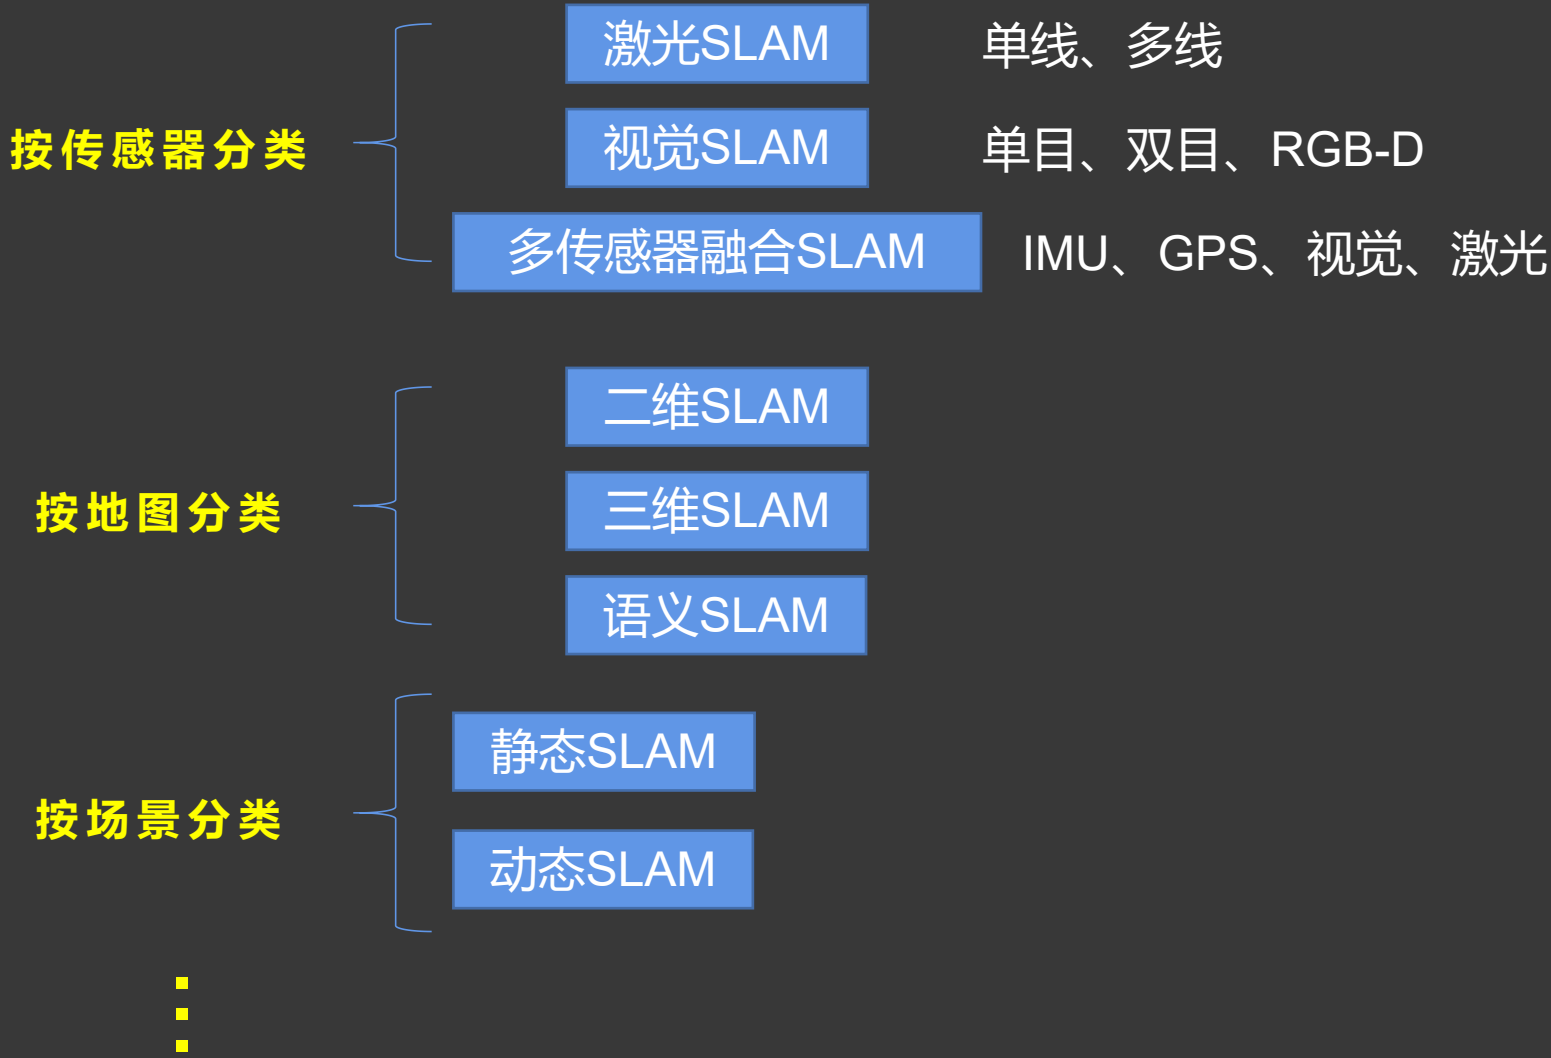 激光SLAM
单线、多线
按传感器分类
视觉SLAM
单目、双目、RGB-D
多传感器融合SLAM
IMU、GPS、视觉、激光
二维SLAM
按地图分类
三维SLAM
语义SLAM
静态SLAM
按场景分类
动态SLAM